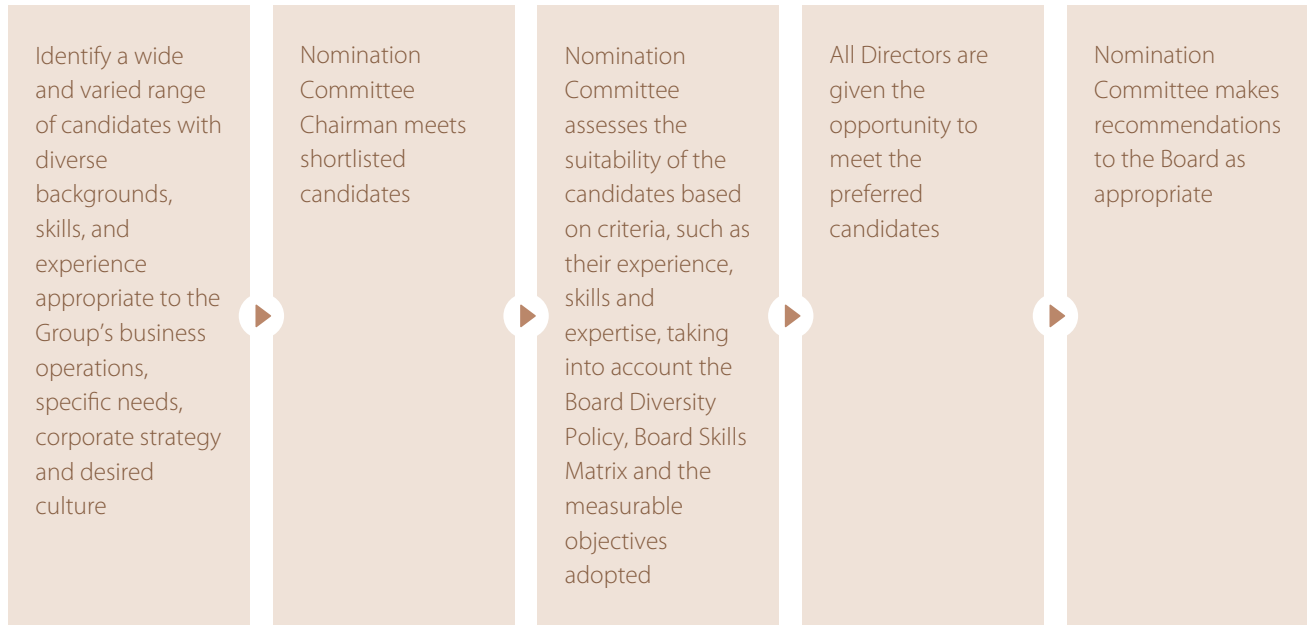 Identify a wide
and varied range
of candidates with
diverse
backgrounds,
skills, and
experience
appropriate to the
Group’s business
operations,
specific needs,
corporate strategy
and desired
culture
Nomination
Committee
Chairman meets
shortlisted
candidates
Nomination
Committee
assesses the
suitability of the
candidates based
on criteria, such as
their experience,
skills and
expertise, taking
into account the
Board Diversity
Policy, Board Skills
Matrix and the
measurable
objectives
adopted
All Directors are
given the
opportunity to
meet the
preferred
candidates
Nomination
Committee makes
recommendations
to the Board as
appropriate